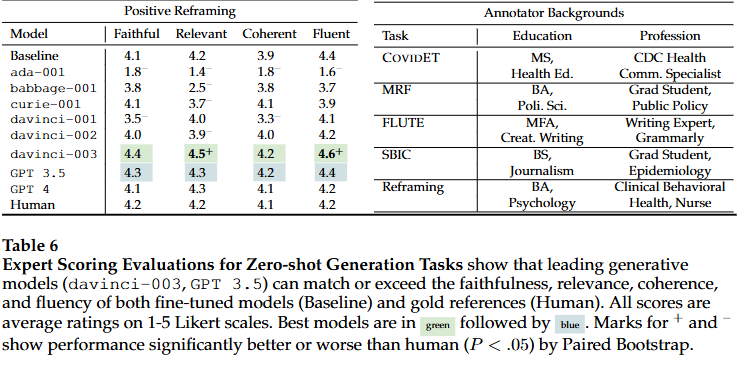 Positive Reframing
Model Faithful Relevant Coherent Fluent
Baseline 4.1 4.2 3.9 4.4
ada-001 1.8⁻ 1.4⁻ 1.8⁻ 1.6⁻
babbage-001 3.8 2.5⁻ 3.8 3.7
curie-001 4.1 3.7⁻ 4.1 3.9
davinci-001 3.5⁻ 4.0 3.3⁻ 4.1
davinci-002 4.0 3.9⁻ 4.0 4.2
davinci-003 4.4 4.5⁺ 4.2 4.6⁺
GPT 3.5 4.3 4.3 4.2 4.4
GPT 4 4.1 4.3 4.1 4.2
Human 4.2 4.2 4.1 4.2
Annotator Backgrounds
Task Education Profession
COVIDET MS, CDC Health
Health Ed. Comm. Specialist
MRF BA, Grad Student,
Poli. Sci. Public Policy
FLUTE MFA, Writing Expert,
Creat. Writing Grammarly
SBIC BS, Grad Student,
Journalism Epidemiology
Reframing BA, Clinical Behavioral
Psychology Health, Nurse
Table 6
Expert Scoring Evaluations for Zero-shot Generation Tasks show that leading generative
models (davinci-003, GPT 3.5) can match or exceed the faithfulness, relevance, coherence,
and fluency of both fine-tuned models (Baseline) and gold references (Human). All scores are
average ratings on 1-5 Likert scales. Best models are in green followed by blue . Marks for ⁺ and ⁻
show performance significantly better or worse than human (P < .05) by Paired Bootstrap.